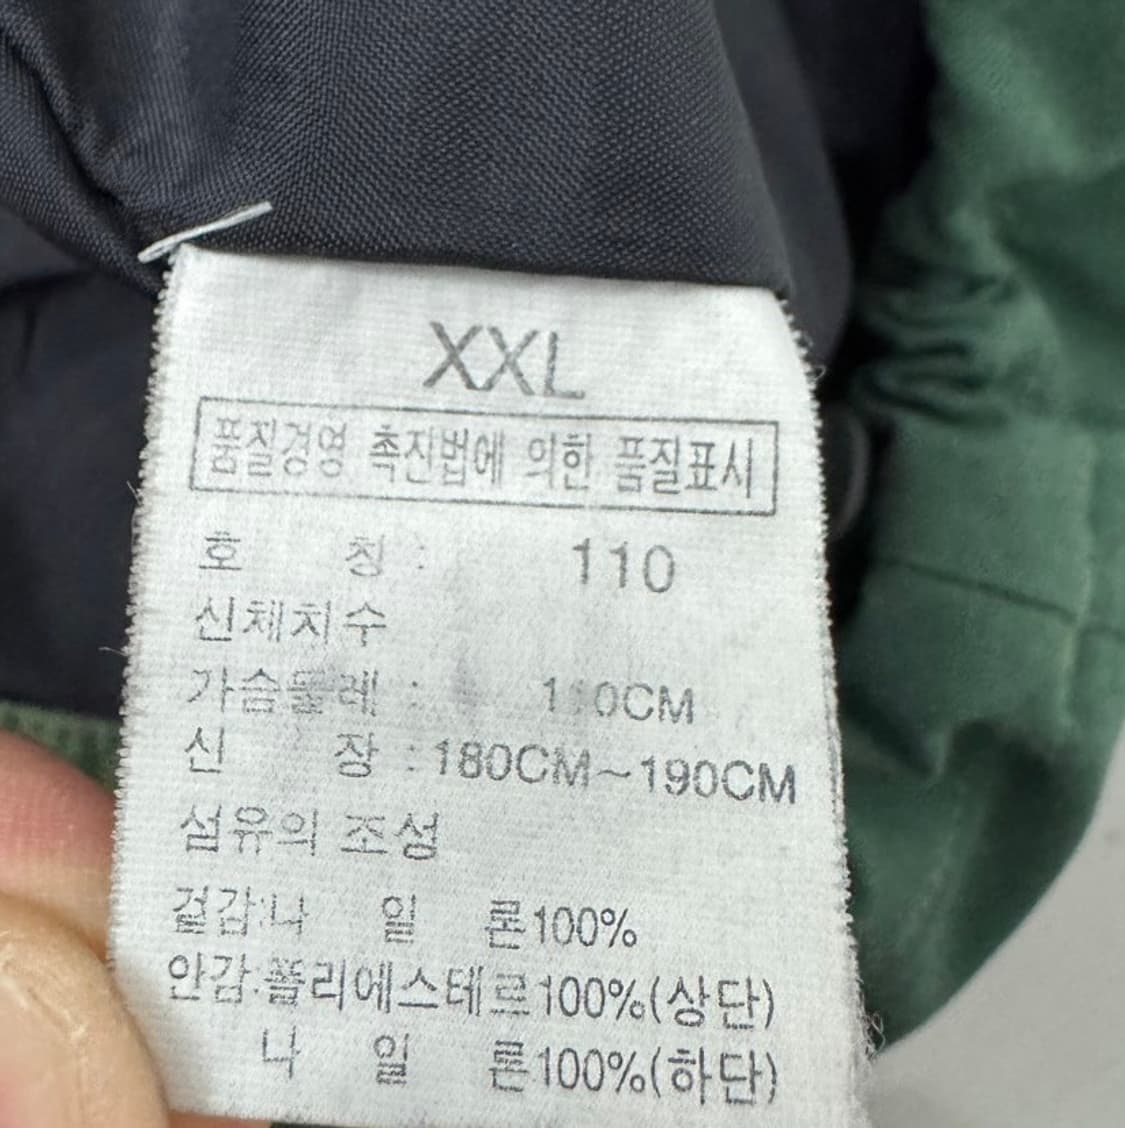 XXL
품질경영 촉진법에 의한 품질표시
호 칭 : 110
신체치수
가슴둘레 :
신 장 : 180CM~190CM
섬유의 조성
겉감:나 일 론100%
안감:폴리에스테르100%(상단)
나 일 론100%(하단)